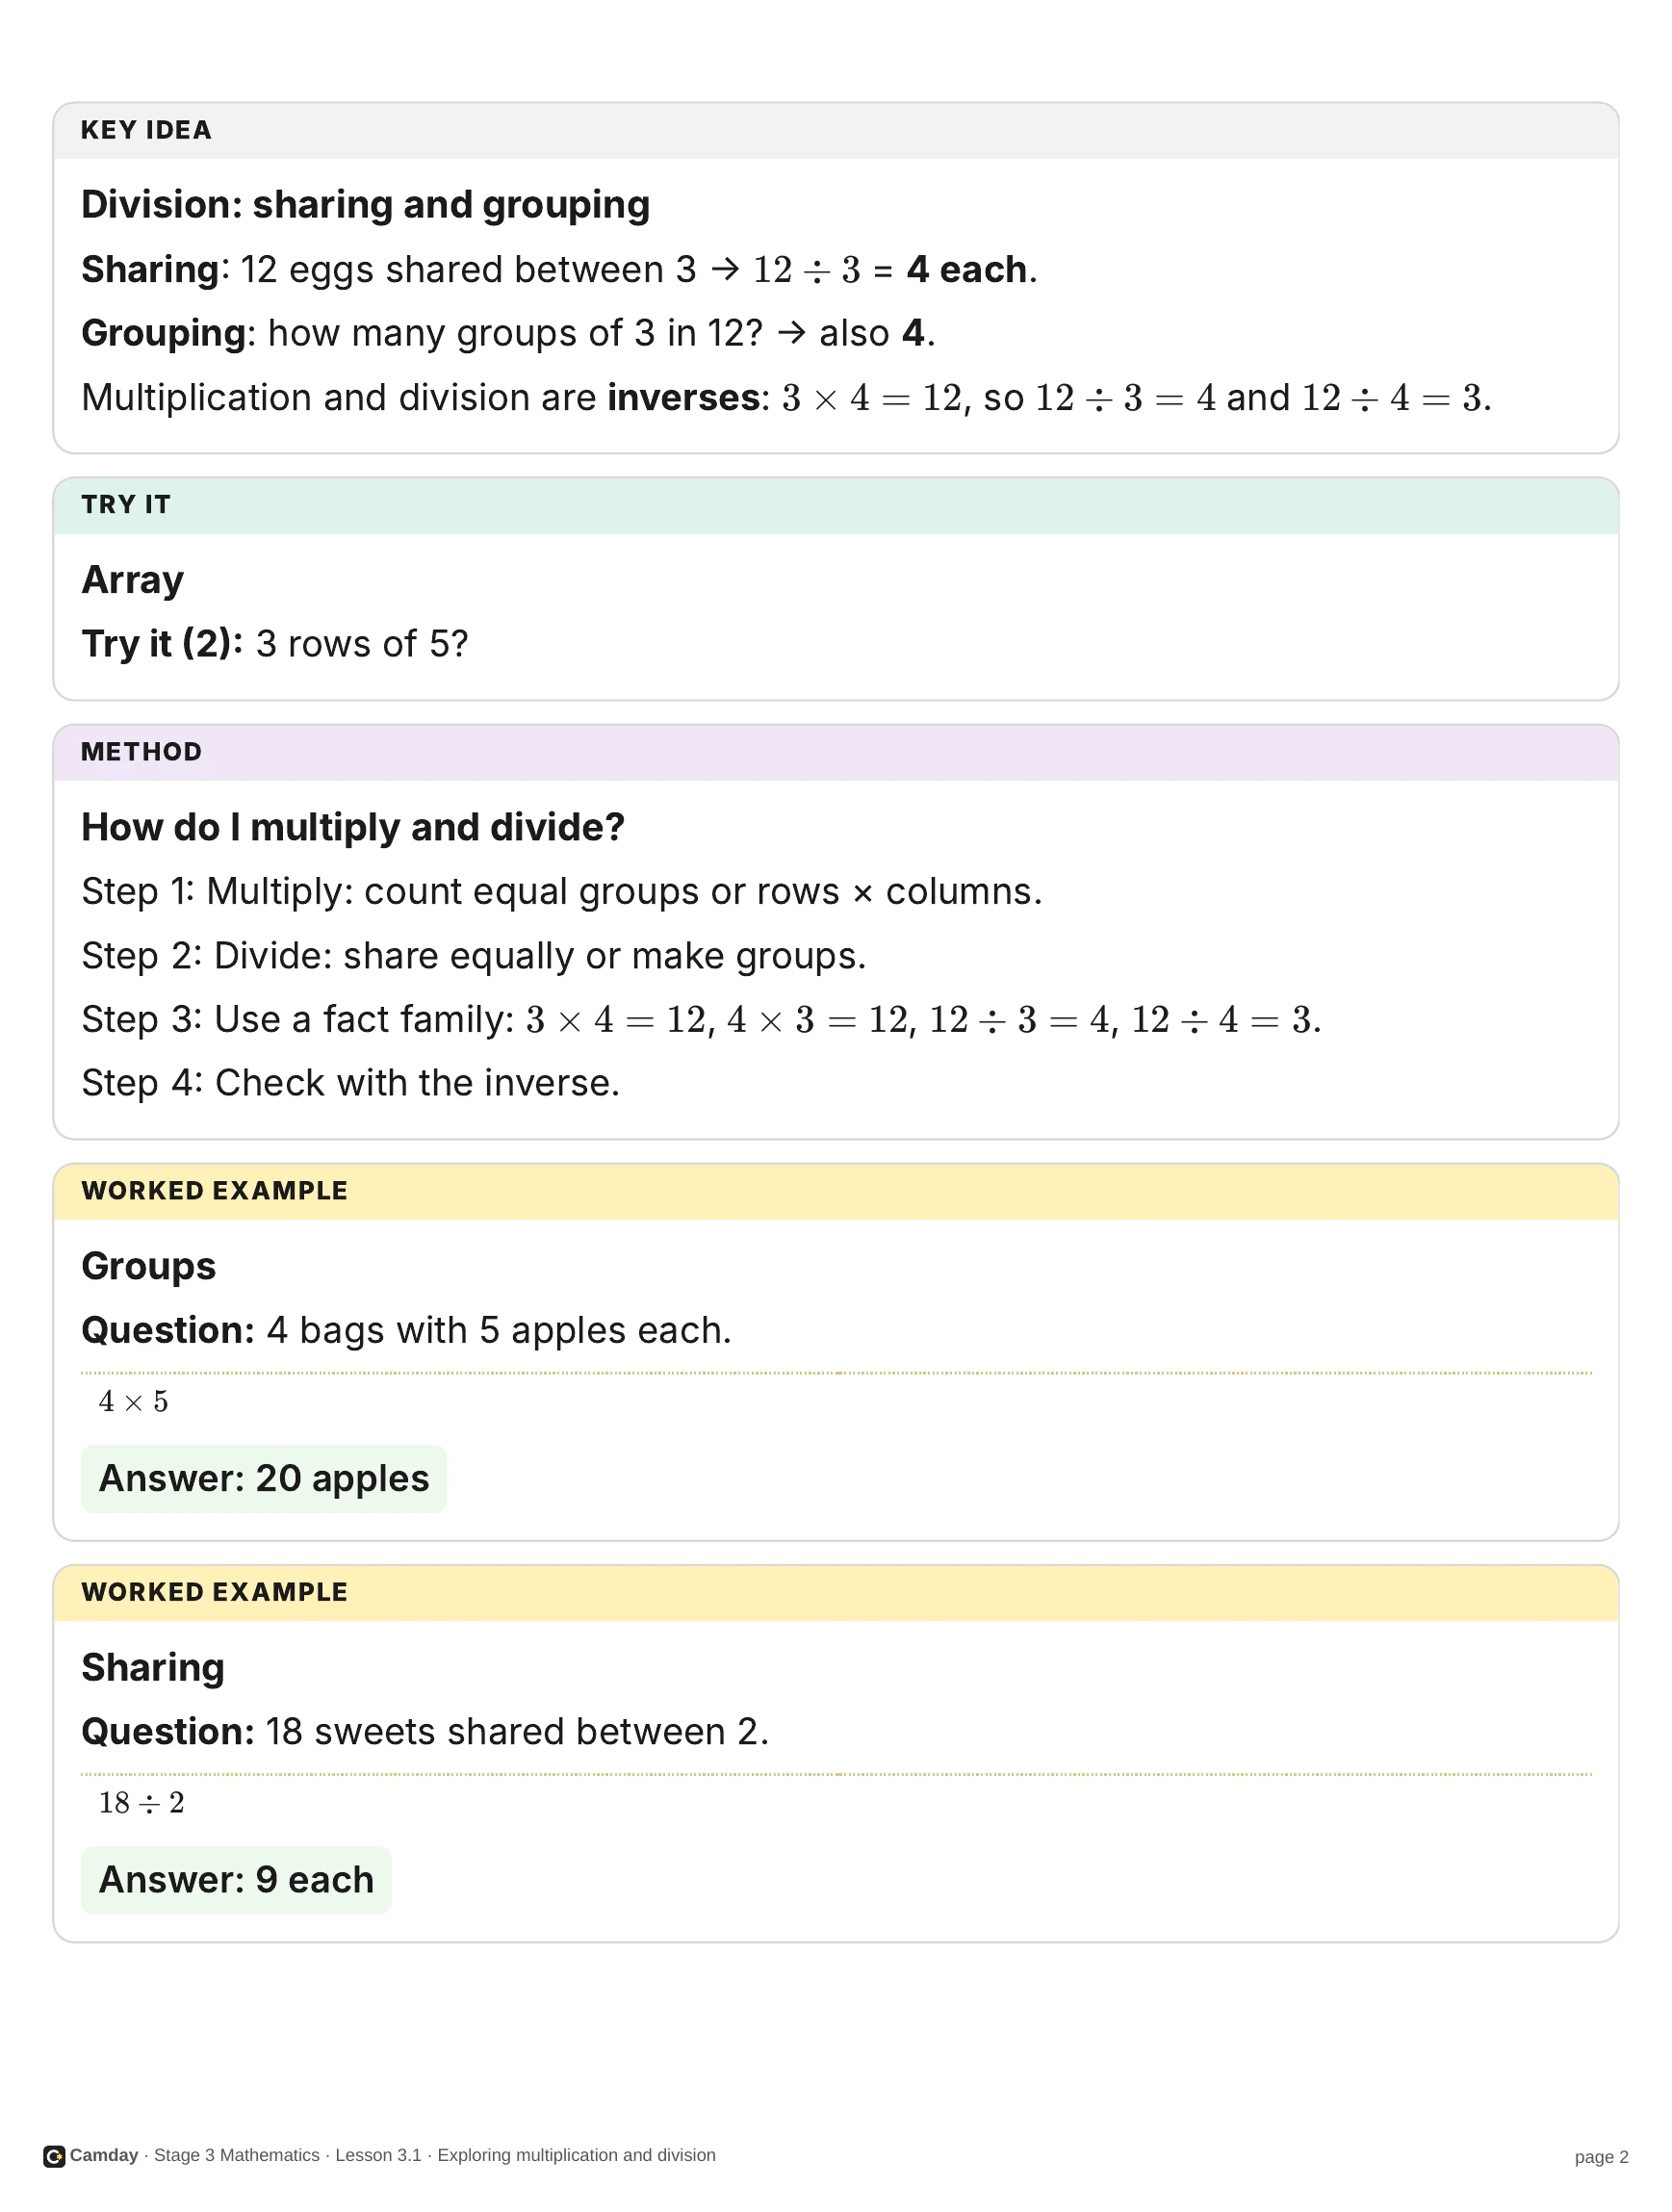 KEY IDEA
Division: sharing and grouping
Sharing: 12 eggs shared between 3 → 12 ÷ 3 = 4 each.
Grouping: how many groups of 3 in 12? → also 4.
Multiplication and division are inverses: 3 × 4 = 12, so 12 ÷ 3 = 4 and 12 ÷ 4 = 3.
TRY IT
Array
Try it (2): 3 rows of 5?
METHOD
How do I multiply and divide?
Step 1: Multiply: count equal groups or rows × columns.
Step 2: Divide: share equally or make groups.
Step 3: Use a fact family: 3 × 4 = 12, 4 × 3 = 12, 12 ÷ 3 = 4, 12 ÷ 4 = 3.
Step 4: Check with the inverse.
WORKED EXAMPLE
Groups
Question: 4 bags with 5 apples each.
4 × 5
Answer: 20 apples
WORKED EXAMPLE
Sharing
Question: 18 sweets shared between 2.
18 ÷ 2
Answer: 9 each
Camday · Stage 3 Mathematics · Lesson 3.1 · Exploring multiplication and division
page 2